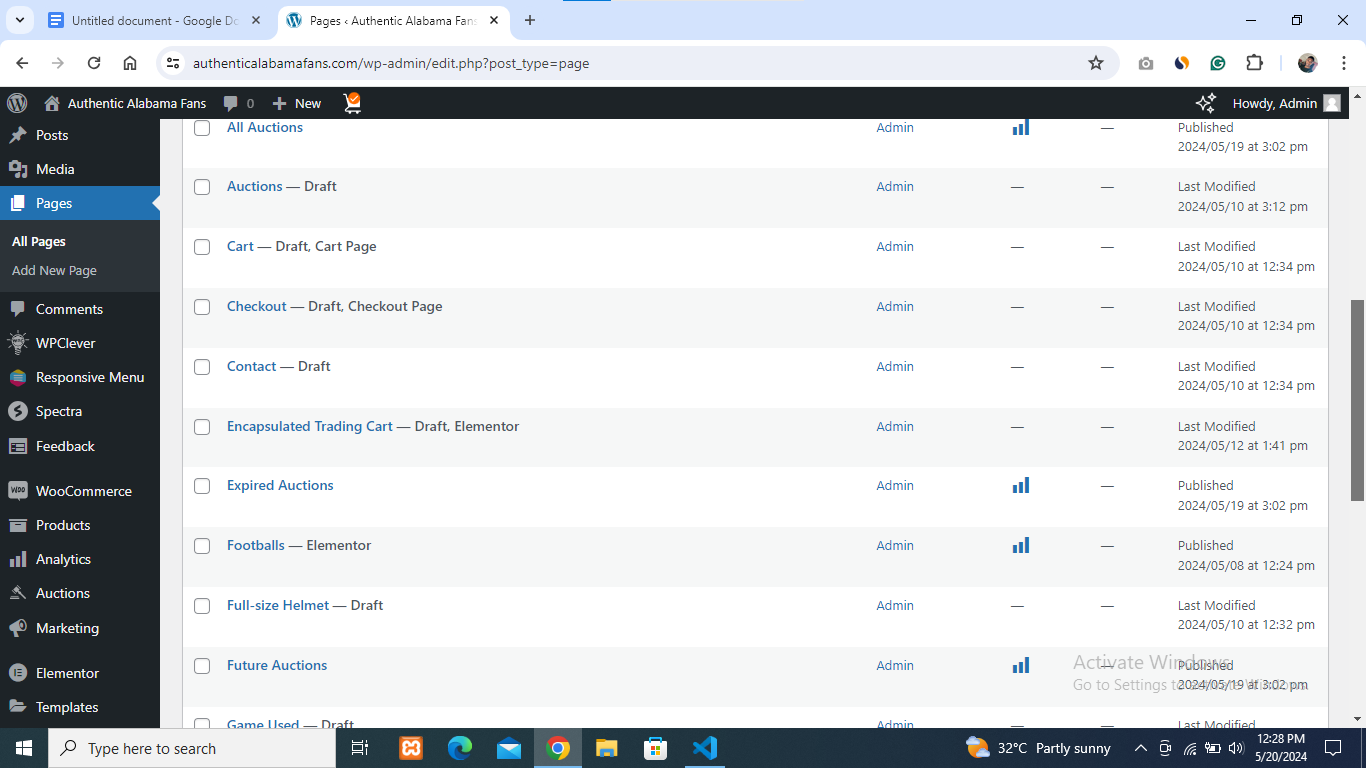 Untitled document - Google Do
Pages ‹ Authentic Alabama Fans
authenticalabamafans.com/wp-admin/edit.php?post_type=page
Authentic Alabama Fans
0
New
Howdy, Admin
Posts
Media
Pages
All Pages
Add New Page
Comments
WPClever
Responsive Menu
Spectra
Feedback
WooCommerce
Products
Analytics
Auctions
Marketing
Elementor
Templates
All Auctions Admin — Published
2024/05/19 at 3:02 pm
Auctions — Draft Admin — — Last Modified
2024/05/10 at 3:12 pm
Cart — Draft, Cart Page Admin — — Last Modified
2024/05/10 at 12:34 pm
Checkout — Draft, Checkout Page Admin — — Last Modified
2024/05/10 at 12:34 pm
Contact — Draft Admin — — Last Modified
2024/05/10 at 12:34 pm
Encapsulated Trading Cart — Draft, Elementor Admin — — Last Modified
2024/05/12 at 1:41 pm
Expired Auctions Admin — Published
2024/05/19 at 3:02 pm
Footballs — Elementor Admin — Published
2024/05/08 at 12:24 pm
Full-size Helmet — Draft Admin — — Last Modified
2024/05/10 at 12:32 pm
Future Auctions Admin — Published
2024/05/19 at 3:02 pm
Game Used — Draft Admin — — Last Modified
Activate Windows
Go to Settings to activate Windows.
Type here to search
32°C Partly sunny
12:28 PM
5/20/2024